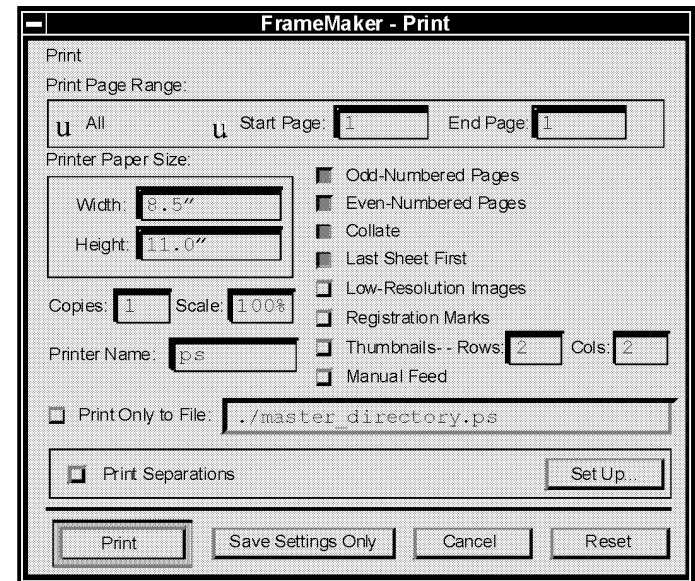 FrameMaker - Print
Print
Print Page Range:
u All u Start Page: 1 End Page: 1
Printer Paper Size:
Width: 8.5"
Height: 11.0"
Odd-Numbered Pages
Even-Numbered Pages
Collate
Last Sheet First
Low-Resolution Images
Registration Marks
Thumbnails-- Rows: 2 Cols: 2
Manual Feed
Copies: 1 Scale: 100%
Printer Name: ps
Print Only to File: ./master_directory.ps
Print Separations Set Up...
Print Save Settings Only Cancel Reset